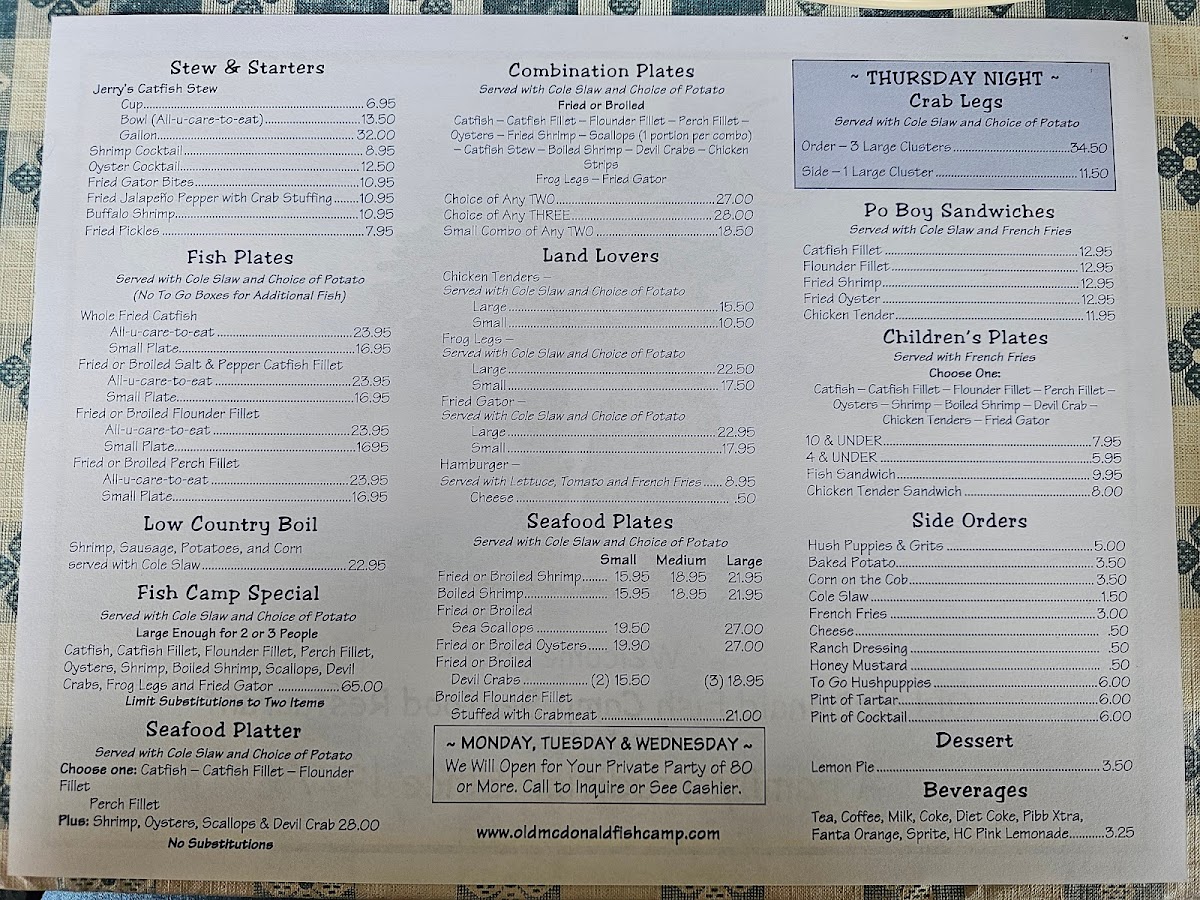 Stew & Starters
Jerry's Catfish Stew
Cup 6.95
Bowl (All-u-care-to-eat) 13.50
Gallon 32.00
Shrimp Cocktail 8.95
Oyster Cocktail 12.50
Fried Gator Bites 10.95
Fried Jalapeño Pepper with Crab Stuffing 10.95
Buffalo Shrimp 10.95
Fried Pickles 7.95
Fish Plates
Served with Cole Slaw and Choice of Potato
(No To Go Boxes for Additional Fish)
Whole Fried Catfish
All-u-care-to-eat 23.95
Small Plate 16.95
Fried or Broiled Salt & Pepper Catfish Fillet
All-u-care-to-eat 23.95
Small Plate 16.95
Fried or Broiled Flounder Fillet
All-u-care-to-eat 23.95
Small Plate 1695
Fried or Broiled Perch Fillet
All-u-care-to-eat 23.95
Small Plate 16.95
Low Country Boil
Shrimp, Sausage, Potatoes, and Corn
served with Cole Slaw 22.95
Fish Camp Special
Served with Cole Slaw and Choice of Potato
Large Enough for 2 or 3 People
Catfish, Catfish Fillet, Flounder Fillet, Perch Fillet,
Oysters, Shrimp, Boiled Shrimp, Scallops, Devil
Crabs, Frog Legs and Fried Gator 65.00
Limit Substitutions to Two Items
Seafood Platter
Served with Cole Slaw and Choice of Potato
Choose one: Catfish – Catfish Fillet – Flounder
Fillet
Perch Fillet
Plus: Shrimp, Oysters, Scallops & Devil Crab 28.00
No Substitutions
Combination Plates
Served with Cole Slaw and Choice of Potato
Fried or Broiled
Catfish – Catfish Fillet – Flounder Fillet – Perch Fillet –
Oysters – Fried Shrimp – Scallops (1 portion per combo)
– Catfish Stew – Boiled Shrimp – Devil Crabs – Chicken
Strips
Frog Legs – Fried Gator
Choice of Any TWO 27.00
Choice of Any THREE 28.00
Small Combo of Any TWO 18.50
Land Lovers
Chicken Tenders –
Served with Cole Slaw and Choice of Potato
Large 15.50
Small 10.50
Frog Legs –
Served with Cole Slaw and Choice of Potato
Large 22.50
Small 17.50
Fried Gator –
Served with Cole Slaw and Choice of Potato
Large 22.95
Small 17.95
Hamburger –
Served with Lettuce, Tomato and French Fries 8.95
Cheese .50
Seafood Plates
Served with Cole Slaw and Choice of Potato
Small Medium Large
Fried or Broiled Shrimp 15.95 18.95 21.95
Boiled Shrimp 15.95 18.95 21.95
Fried or Broiled
Sea Scallops 19.50 27.00
Fried or Broiled Oysters 19.90 27.00
Fried or Broiled
Devil Crabs (2) 15.50 (3) 18.95
Broiled Flounder Fillet
Stuffed with Crabmeat 21.00
~ MONDAY, TUESDAY & WEDNESDAY ~
We Will Open for Your Private Party of 80
or More. Call to Inquire or See Cashier.
www.oldmcdonaldfishcamp.com
~ THURSDAY NIGHT ~
Crab Legs
Served with Cole Slaw and Choice of Potato
Order – 3 Large Clusters 34.50
Side – 1 Large Cluster 11.50
Po Boy Sandwiches
Served with Cole Slaw and French Fries
Catfish Fillet 12.95
Flounder Fillet 12.95
Fried Shrimp 12.95
Fried Oyster 12.95
Chicken Tender 11.95
Children's Plates
Served with French Fries
Choose One:
Catfish – Catfish Fillet – Flounder Fillet – Perch Fillet –
Oysters – Shrimp – Boiled Shrimp – Devil Crab –
Chicken Tenders – Fried Gator
10 & UNDER 7.95
4 & UNDER 5.95
Fish Sandwich 9.95
Chicken Tender Sandwich 8.00
Side Orders
Hush Puppies & Grits 5.00
Baked Potato 3.50
Corn on the Cob 3.50
Cole Slaw 1.50
French Fries 3.00
Cheese .50
Ranch Dressing .50
Honey Mustard .50
To Go Hushpuppies 6.00
Pint of Tartar 6.00
Pint of Cocktail 6.00
Dessert
Lemon Pie 3.50
Beverages
Tea, Coffee, Milk, Coke, Diet Coke, Pibb Xtra,
Fanta Orange, Sprite, HC Pink Lemonade 3.25